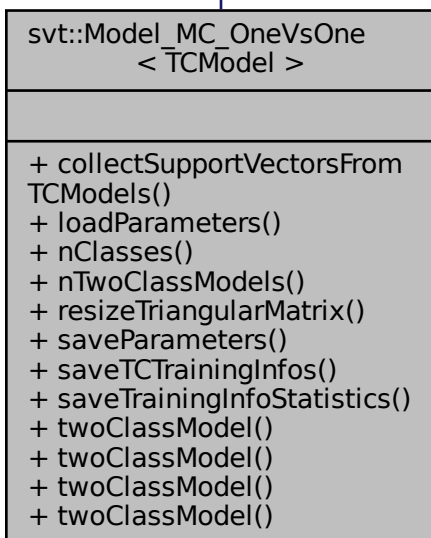 svt::Model_MC_OneVsOne
< TCModel >
+ collectSupportVectorsFrom
TCModels()
+ loadParameters()
+ nClasses()
+ nTwoClassModels()
+ resizeTriangularMatrix()
+ saveParameters()
+ saveTCTrainingInfos()
+ saveTrainingInfoStatistics()
+ twoClassModel()
+ twoClassModel()
+ twoClassModel()
+ twoClassModel()